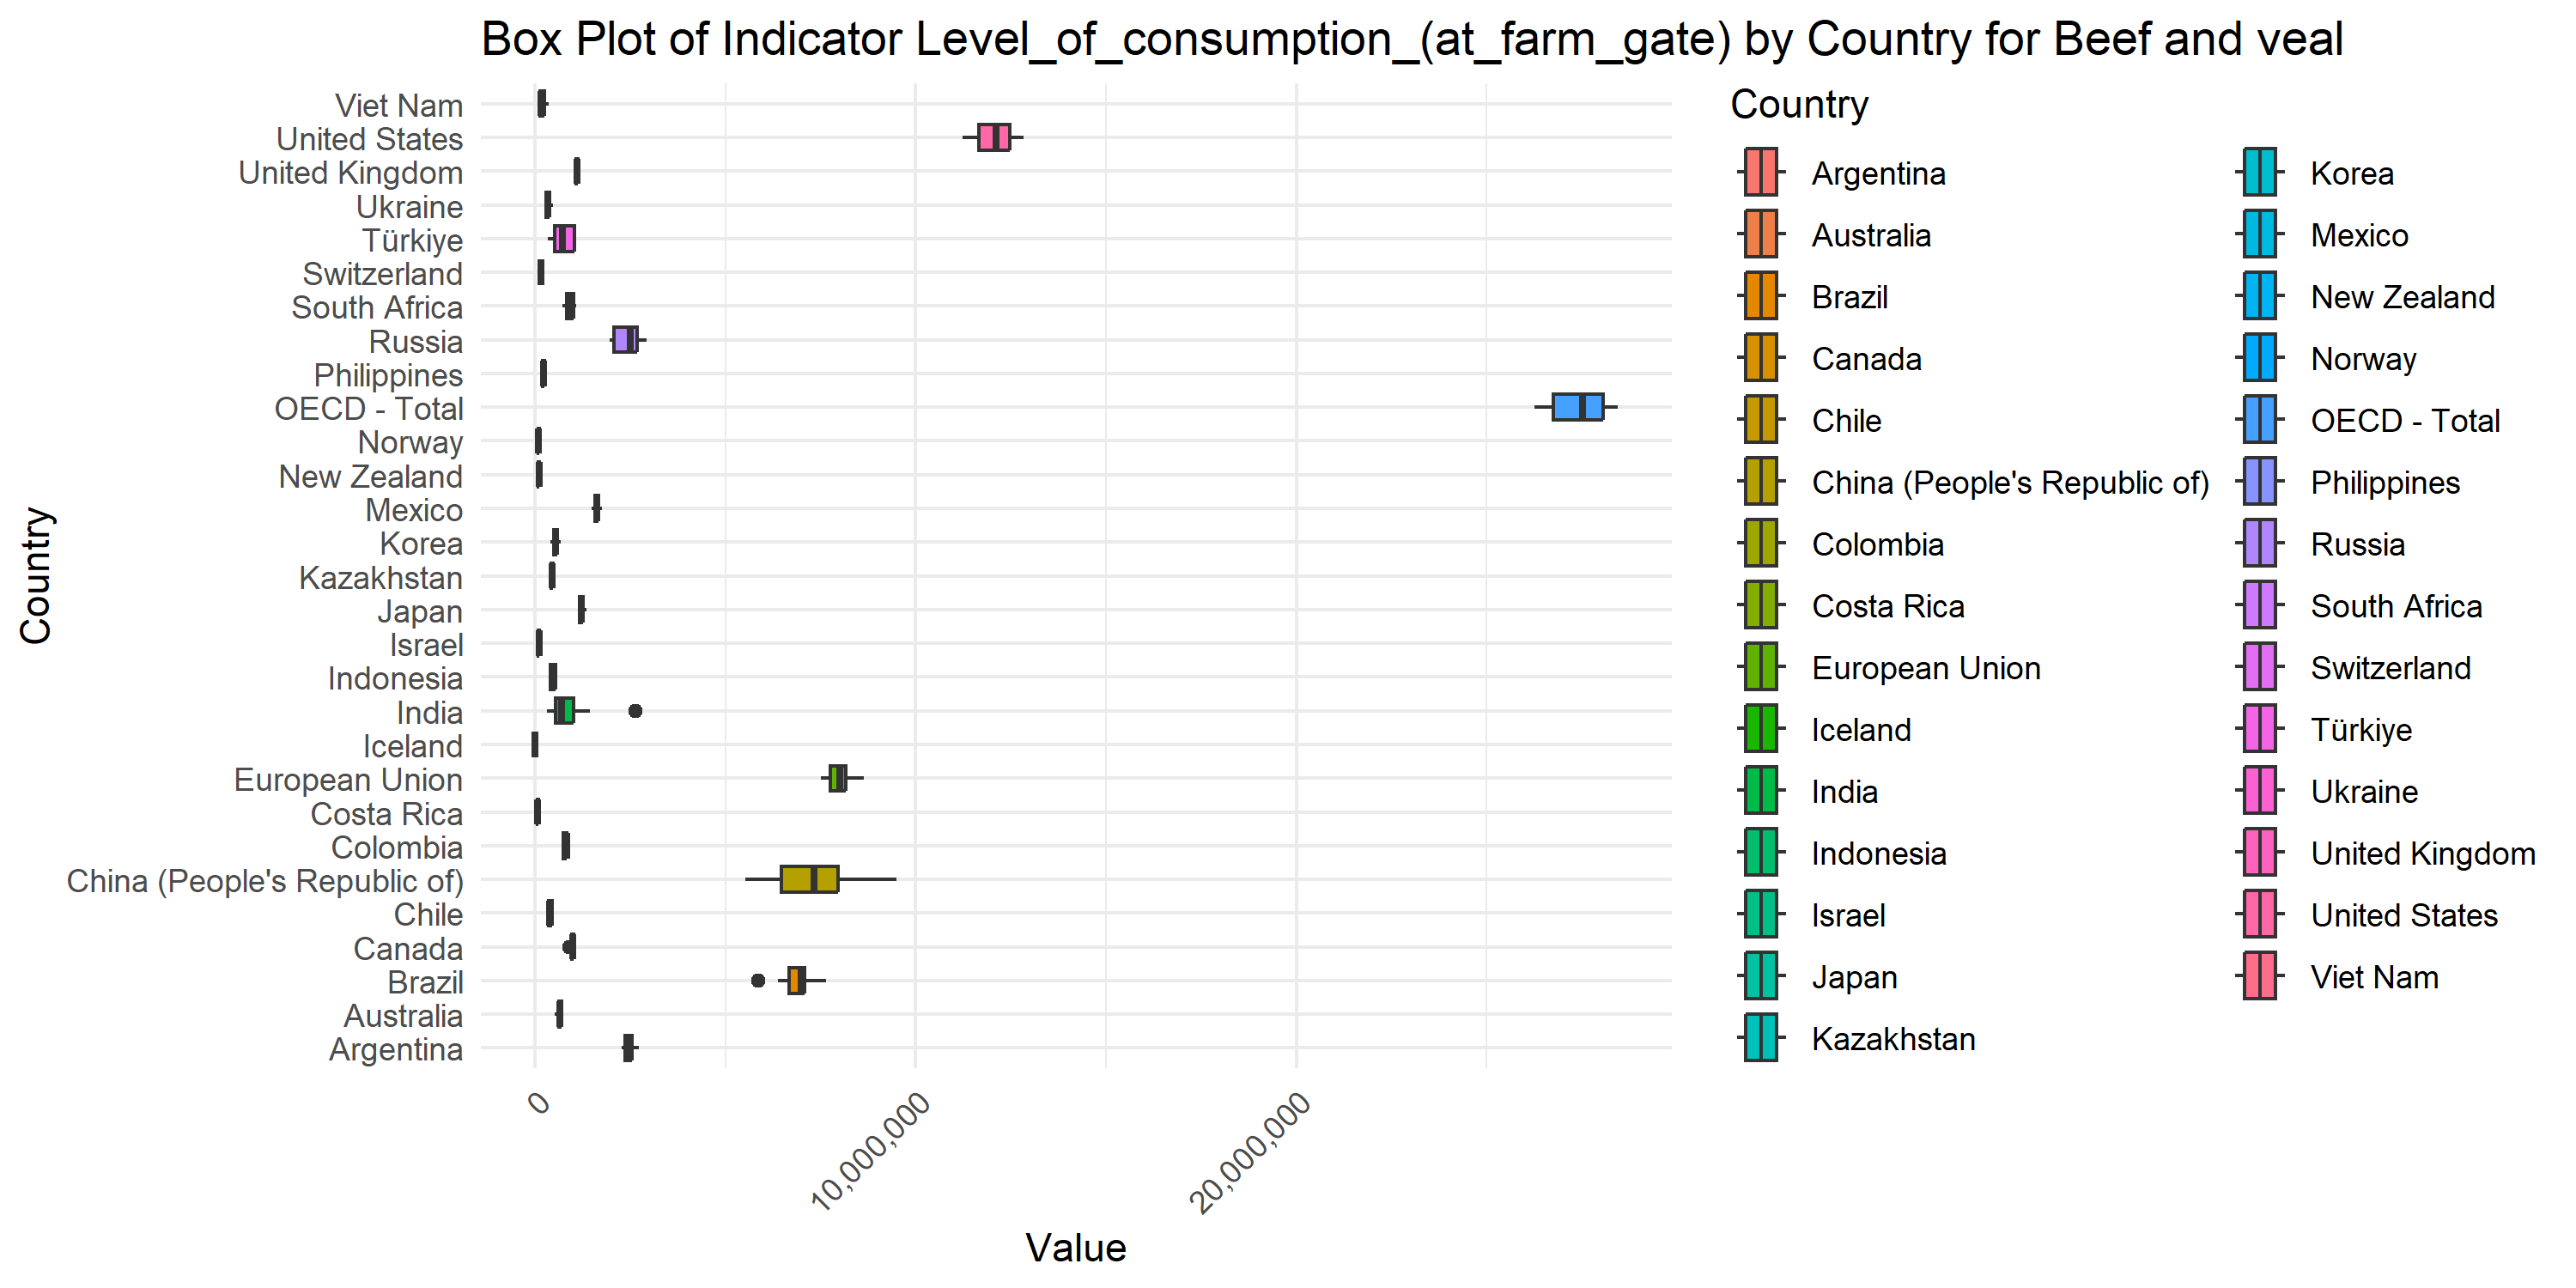 Box Plot of Indicator Level_of_consumption_(at_farm_gate) by Country for Beef and veal
Country
Viet Nam
United States
United Kingdom
Ukraine
Türkiye
Switzerland
South Africa
Russia
Philippines
OECD - Total
Norway
New Zealand
Mexico
Korea
Kazakhstan
Japan
Israel
Indonesia
India
Iceland
European Union
Costa Rica
Colombia
China (People's Republic of)
Chile
Canada
Brazil
Australia
Argentina
0
10,000,000
20,000,000
Value
Country
Argentina
Australia
Brazil
Canada
Chile
China (People's Republic of)
Colombia
Costa Rica
European Union
Iceland
India
Indonesia
Israel
Japan
Kazakhstan
Korea
Mexico
New Zealand
Norway
OECD - Total
Philippines
Russia
South Africa
Switzerland
Türkiye
Ukraine
United Kingdom
United States
Viet Nam